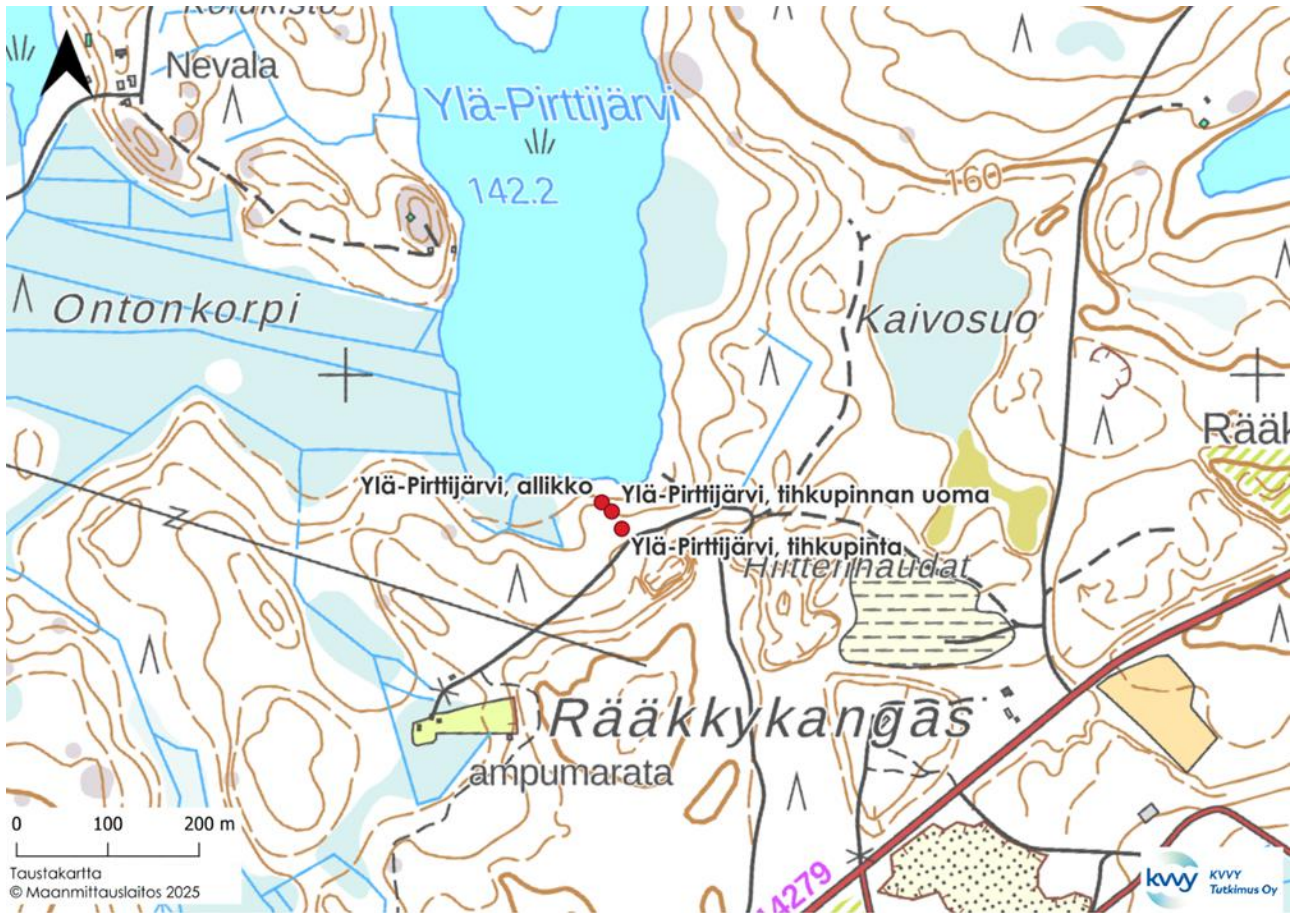 Nevala
Ylä-Pirttijärvi
142.2
160
Ontonkorpi
Kaivosuo
Rääk
Ylä-Pirttijärvi, allikko
Ylä-Pirttijärvi, tihkupinnan uoma
Ylä-Pirttijärvi, tihkupinta
Hiitterihaudat
Rääkkykangas
ampumarata
0 100 200 m
Taustakartta
© Maanmittauslaitos 2025
14279
kvvy KVVY
Tutkimus Oy